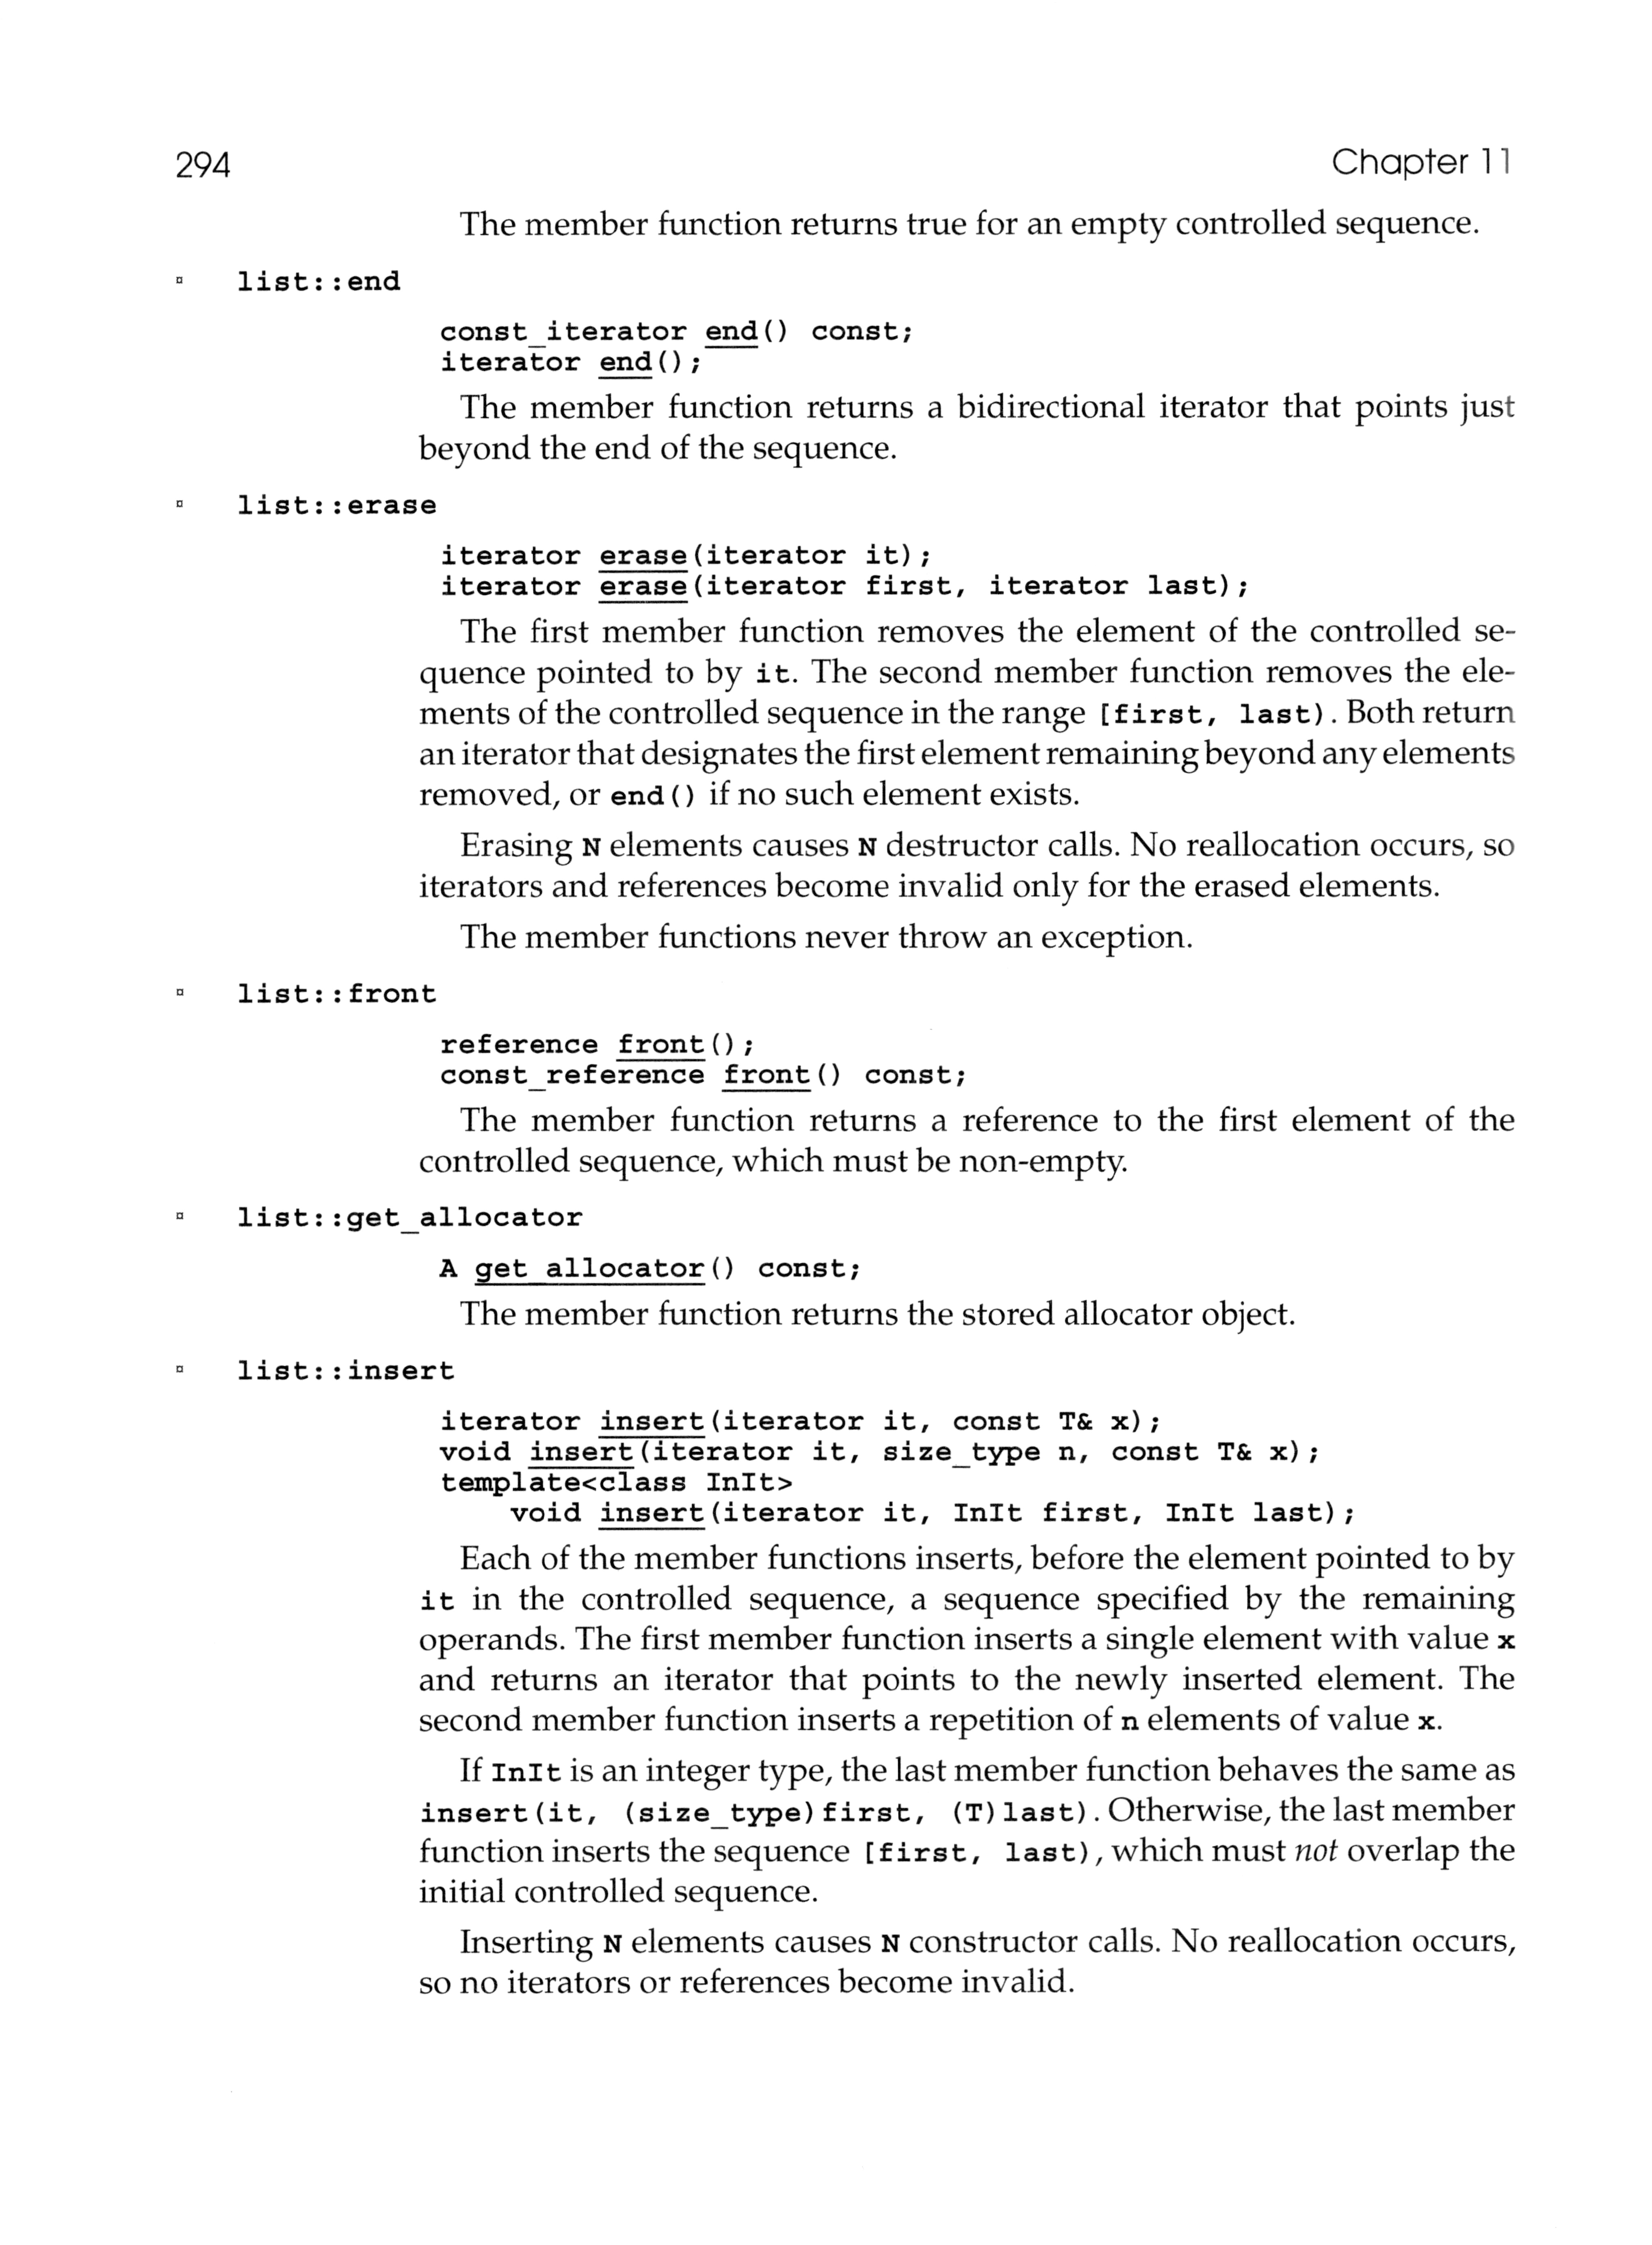 294
Chapter 11
The member function returns true for an empty controlled sequence.
▫ list::end
const_iterator end() const;
iterator end();
The member function returns a bidirectional iterator that points just
beyond the end of the sequence.
▫ list::erase
iterator erase(iterator it);
iterator erase(iterator first, iterator last);
The first member function removes the element of the controlled se-
quence pointed to by it. The second member function removes the ele-
ments of the controlled sequence in the range [first, last). Both return
an iterator that designates the first element remaining beyond any elements
removed, or end() if no such element exists.
Erasing N elements causes N destructor calls. No reallocation occurs, so
iterators and references become invalid only for the erased elements.
The member functions never throw an exception.
▫ list::front
reference front();
const_reference front() const;
The member function returns a reference to the first element of the
controlled sequence, which must be non-empty.
▫ list::get_allocator
A get_allocator() const;
The member function returns the stored allocator object.
▫ list::insert
iterator insert(iterator it, const T& x);
void insert(iterator it, size_type n, const T& x);
template<class InIt>
void insert(iterator it, InIt first, InIt last);
Each of the member functions inserts, before the element pointed to by
it in the controlled sequence, a sequence specified by the remaining
operands. The first member function inserts a single element with value x
and returns an iterator that points to the newly inserted element. The
second member function inserts a repetition of n elements of value x.
If InIt is an integer type, the last member function behaves the same as
insert(it, (size_type)first, (T)last). Otherwise, the last member
function inserts the sequence [first, last), which must not overlap the
initial controlled sequence.
Inserting N elements causes N constructor calls. No reallocation occurs,
so no iterators or references become invalid.